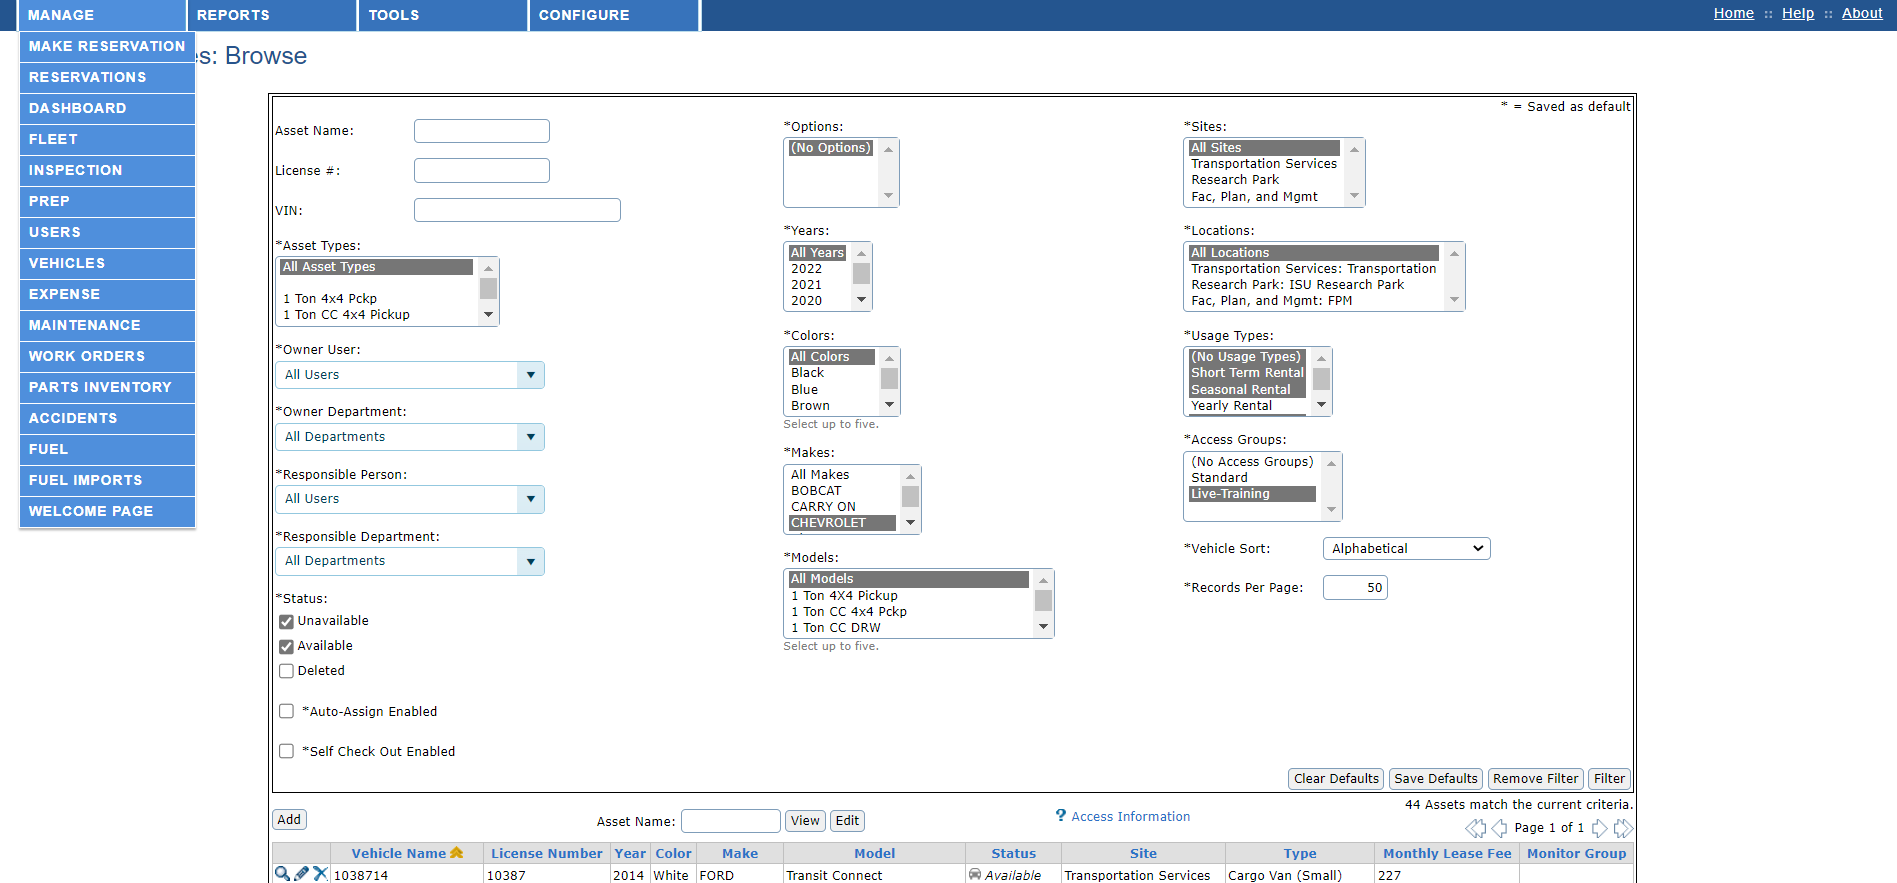 MANAGE
REPORTS
TOOLS
CONFIGURE
Home :: Help :: About
MAKE RESERVATION
RESERVATIONS
DASHBOARD
FLEET
INSPECTION
PREP
USERS
VEHICLES
EXPENSE
MAINTENANCE
WORK ORDERS
PARTS INVENTORY
ACCIDENTS
FUEL
FUEL IMPORTS
WELCOME PAGE
es: Browse
* = Saved as default
Asset Name:
License #:
VIN:
*Asset Types:
All Asset Types
1 Ton 4x4 Pckp
1 Ton CC 4x4 Pickup
*Owner User:
All Users
*Owner Department:
All Departments
*Responsible Person:
All Users
*Responsible Department:
All Departments
*Status:
Unavailable
Available
Deleted
*Auto-Assign Enabled
*Self Check Out Enabled
*Options:
(No Options)
*Years:
All Years
2022
2021
2020
*Colors:
All Colors
Black
Blue
Brown
Select up to five.
*Makes:
All Makes
BOBCAT
CARRY ON
CHEVROLET
*Models:
All Models
1 Ton 4X4 Pickup
1 Ton CC 4x4 Pckp
1 Ton CC DRW
Select up to five.
*Sites:
All Sites
Transportation Services
Research Park
Fac, Plan, and Mgmt
*Locations:
All Locations
Transportation Services: Transportation
Research Park: ISU Research Park
Fac, Plan, and Mgmt: FPM
*Usage Types:
(No Usage Types)
Short Term Rental
Seasonal Rental
Yearly Rental
*Access Groups:
(No Access Groups)
Standard
Live-Training
*Vehicle Sort: Alphabetical
*Records Per Page: 50
Clear Defaults Save Defaults Remove Filter Filter
44 Assets match the current criteria.
Add
Asset Name: View Edit
? Access Information
Page 1 of 1
Vehicle Name License Number Year Color Make Model Status Site Type Monthly Lease Fee Monitor Group
1038714 10387 2014 White FORD Transit Connect Available Transportation Services Cargo Van (Small) 227